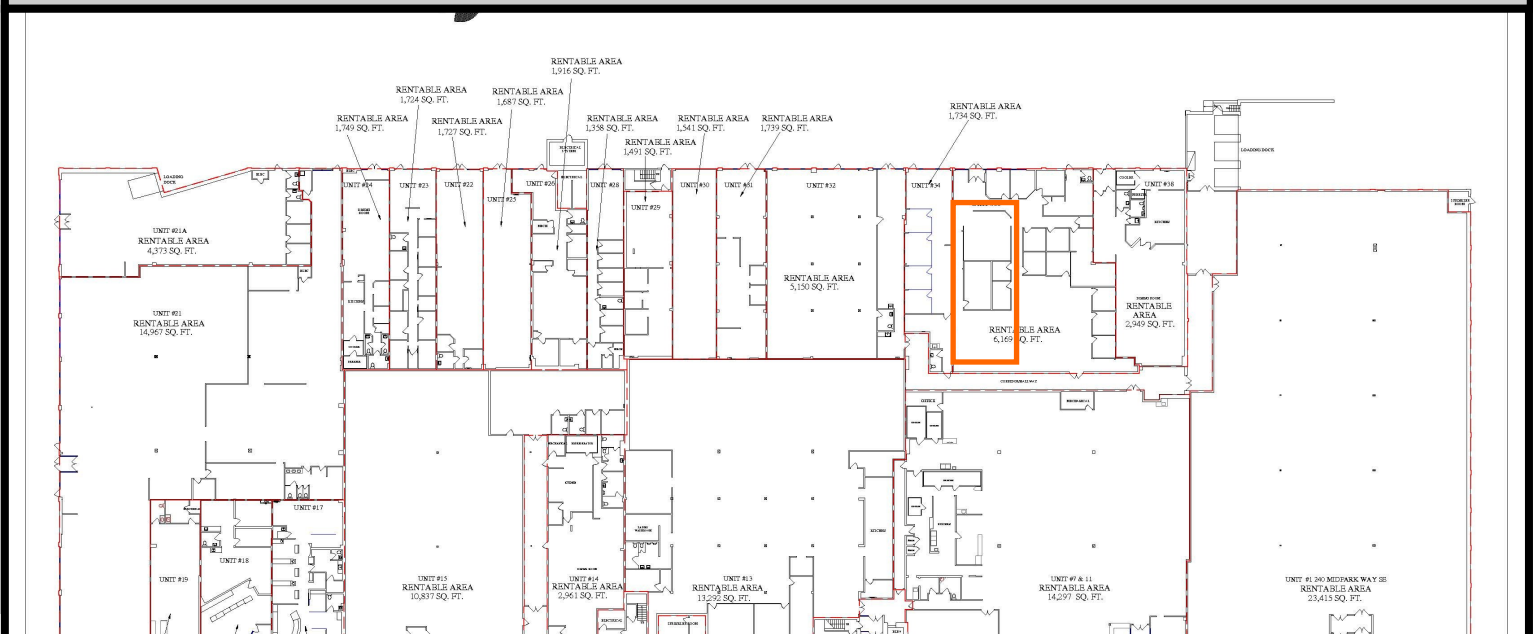 RENTABLE AREA
1,916 SQ. FT.
RENTABLE AREA
1,724 SQ. FT.
RENTABLE AREA
1,687 SQ. FT.
RENTABLE AREA
1,734 SQ. FT.
RENTABLE AREA
1,749 SQ. FT.
RENTABLE AREA
1,727 SQ. FT.
RENTABLE AREA
1,358 SQ. FT.
RENTABLE AREA
1,541 SQ. FT.
RENTABLE AREA
1,739 SQ. FT.
RENTABLE AREA
1,491 SQ. FT.
LOADING DOCK
LOADING
DOCK
UNIT #24
UNIT #23
UNIT #22
UNIT #26
UNIT #28
UNIT #30
UNIT #31
UNIT #32
UNIT #34
UNIT #36
COOLER
UNIT #25
UNIT #29
UNIT #21A
RENTABLE AREA
4,373 SQ. FT.
KITCHEN
RENTABLE AREA
5,150 SQ. FT.
DINING ROOM
RENTABLE
AREA
2,949 SQ. FT.
UNIT #21
RENTABLE AREA
14,967 SQ. FT.
KITCHEN
RENTABLE AREA
6,169 SQ. FT.
OFFICE
UNIT #17
KITCHEN
UNIT #18
UNIT #19
UNIT #15
RENTABLE AREA
10,837 SQ. FT.
UNIT #14
RENTABLE AREA
2,961 SQ. FT.
UNIT #13
RENTABLE AREA
13,292 SQ. FT.
UNIT #7 & 11
RENTABLE AREA
14,297 SQ. FT.
UNIT #1 240 MIDPARK WAY SE
RENTABLE AREA
23,415 SQ. FT.
ELECTRICAL